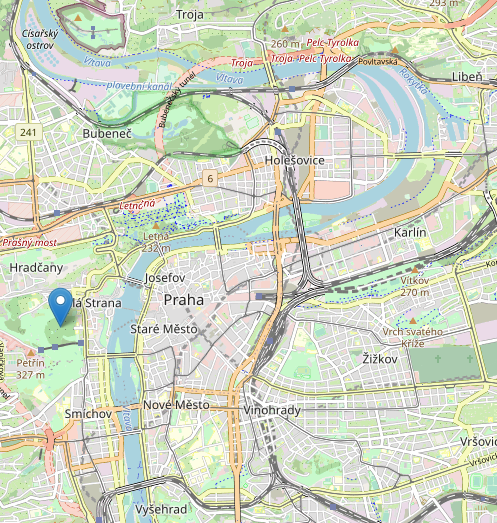 Troja
293 m
Císařský
ostrov
260 m
Pelc-Tyrolka
Troja
Troja
Pelc-Tyrolka
Povltavská
Vltava
Vltava
plavební kanál
Rokytka
Libeň
Bubenečský tunel
241
Bubeneč
Holešovice
6
Letenská
Letná
232 m
Prašný most
Karlín
Hradčany
Josefov
Vítkov
270 m
lá Strana
Praha
Staré Město
Vrch svatého
Kříže
Žižkov
Petřín
327 m
Smíchov
Nové Město
Vinohrady
Vršovic
Vršovic
Vyšehrad